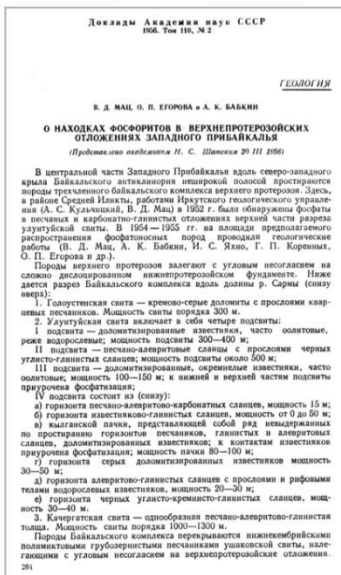 Доклады Академии наук СССР
1956. Том 110, № 2
ГЕОЛОГИЯ
В. Д. МАЦ, О. П. ЕГОРОВА и А. К. БАБКИН
О НАХОДКАХ ФОСФОРИТОВ В ВЕРХНЕПРОТЕРОЗОЙСКИХ
ОТЛОЖЕНИЯХ ЗАПАДНОГО ПРИБАЙКАЛЬЯ
(Представлено академиком Н. С. Шатским 20 III 1956)
В центральной части Западного Прибайкалья вдоль северо-западного
крыла Байкальского антиклинория неширокой полосой простираются
породы трехчленного байкальского комплекса верхнего протерозоя. Здесь,
в районе Средней Иликты, работами Иркутского геологического управле-
ния (А. С. Кульчицкий, В. Д. Мац) в 1952 г. были обнаружены фосфаты
в песчаных и карбонатно-глинистых отложениях верхней части разреза
улунтуйской свиты. В 1954—1955 гг. на площади предполагаемого
распространения фосфатоносных пород проводили геологические
работы (В. Д. Мац, А. К. Бабкин, И. С. Яхно, Г. П. Коренных,
О. П. Егорова и др.).
Породы верхнего протерозоя залегают с угловым несогласием на
сложно дислоцированном нижнепротерозойском фундаменте. Ниже
дается разрез Байкальского комплекса вдоль долины р. Сармы (снизу
вверх):
1. Голоустенская свита — кремово-серые доломиты с прослоями квар-
цевых песчаников. Мощность свиты порядка 300 м.
2. Улунтуйская свита включает в себя четыре подсвиты:
I подсвита — доломитизированные известняки, часто оолитовые,
реже водорослевые; мощность подсвиты 300—400 м;
II подсвита — песчано-алевритовые сланцы с прослоями черных
углисто-глинистых сланцев; мощность подсвиты около 500 м;
III подсвита — доломитизированные, окремнелые известняки, часто
оолитовые; мощность 100—150 м; к нижней и верхней частям подсвиты
приурочена фосфатизация;
IV подсвита состоит из (снизу):
а) горизонта песчано-алевритово-карбонатных сланцев, мощность 15 м;
б) горизонта известняково-глинистых сланцев, мощность от 0 до 50 м;
в) кылганской пачки, представляющей собой ряд невыдержанных
по простиранию горизонтов песчаников, глинистых и алевритовых
сланцев, доломитизированных известняков; к контактам известняков
приурочена фосфатизация; мощность пачки 80—100 м;
г) горизонта серых доломитизированных известняков мощность
30—50 м;
д) горизонта алевритово-глинистых сланцев с прослоями и рифовыми
телами водорослевых известняков, мощность 20—30 м;
е) горизонта черных углисто-кремнисто-глинистых сланцев, мощ-
ность 30—40 м.
3. Качергатская свита — однообразная песчано-алевритово-глинистая
толща. Мощность свиты порядка 1000—1300 м.
Породы Байкальского комплекса перекрываются нижнекембрийскими
полимиктовыми грубозернистыми песчаниками ушаковской свиты, нале-
гающими с угловым несогласием на верхнепротерозойские отложения.
264